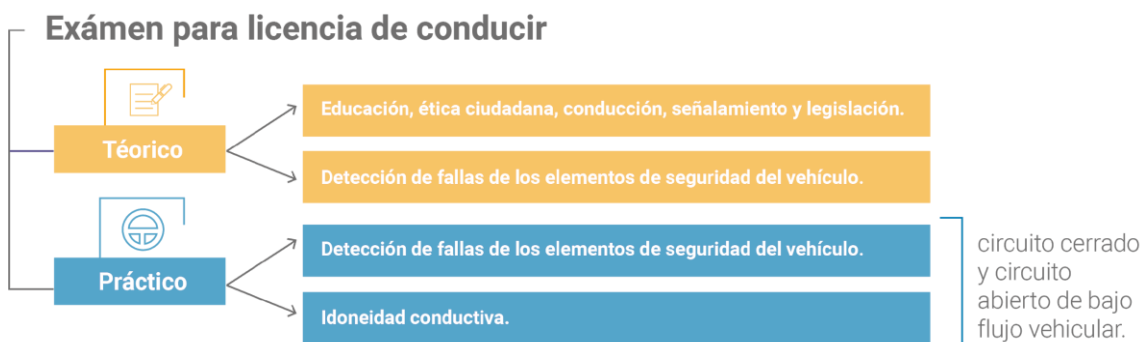 Exámen para licencia de conducir
Téorico
Educación, ética ciudadana, conducción, señalamiento y legislación.
Detección de fallas de los elementos de seguridad del vehículo.
Práctico
Detección de fallas de los elementos de seguridad del vehículo.
Idoneidad conductiva.
circuito cerrado
y circuito
abierto de bajo
flujo vehicular.